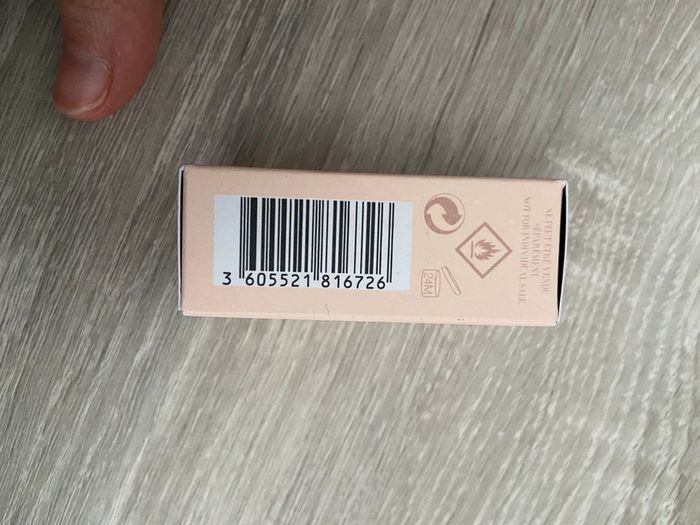 3 605521 816726
24M
NE PEUT ÊTRE VENDU
SÉPARÉMENT
NOT FOR INDIVIDUAL SALE